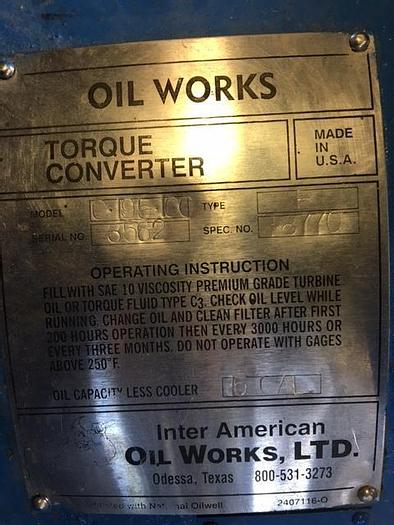 OIL WORKS
TORQUE
CONVERTER
MADE
IN
U.S.A.
MODEL TYPE
SERIAL NO. SPEC. NO.
OPERATING INSTRUCTION
FILL WITH SAE 10 VISCOSITY PREMIUM GRADE TURBINE
OIL OR TORQUE FLUID TYPE C3. CHECK OIL LEVEL WHILE
RUNNING. CHANGE OIL AND CLEAN FILTER AFTER FIRST
200 HOURS OPERATION THEN EVERY 3000 HOURS OR
EVERY THREE MONTHS. DO NOT OPERATE WITH GAGES
ABOVE 250°F.
OIL CAPACITY LESS COOLER
Inter American
OIL WORKS, LTD.
Odessa, Texas 800-531-3273
with National Oilwell 2407116-O